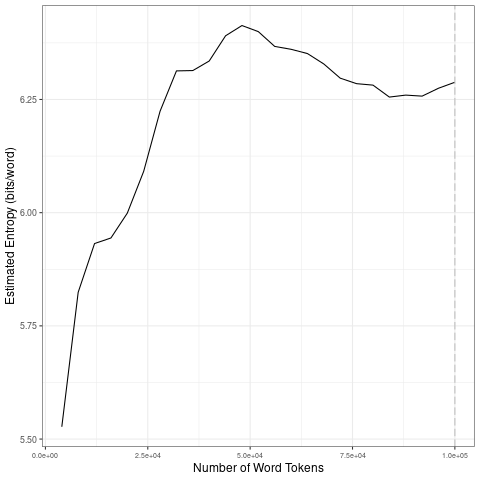 6.25
6.00
5.75
5.50
Estimated Entropy (bits/word)
0.0e+00 2.5e+04 5.0e+04 7.5e+04 1.0e+05
Number of Word Tokens